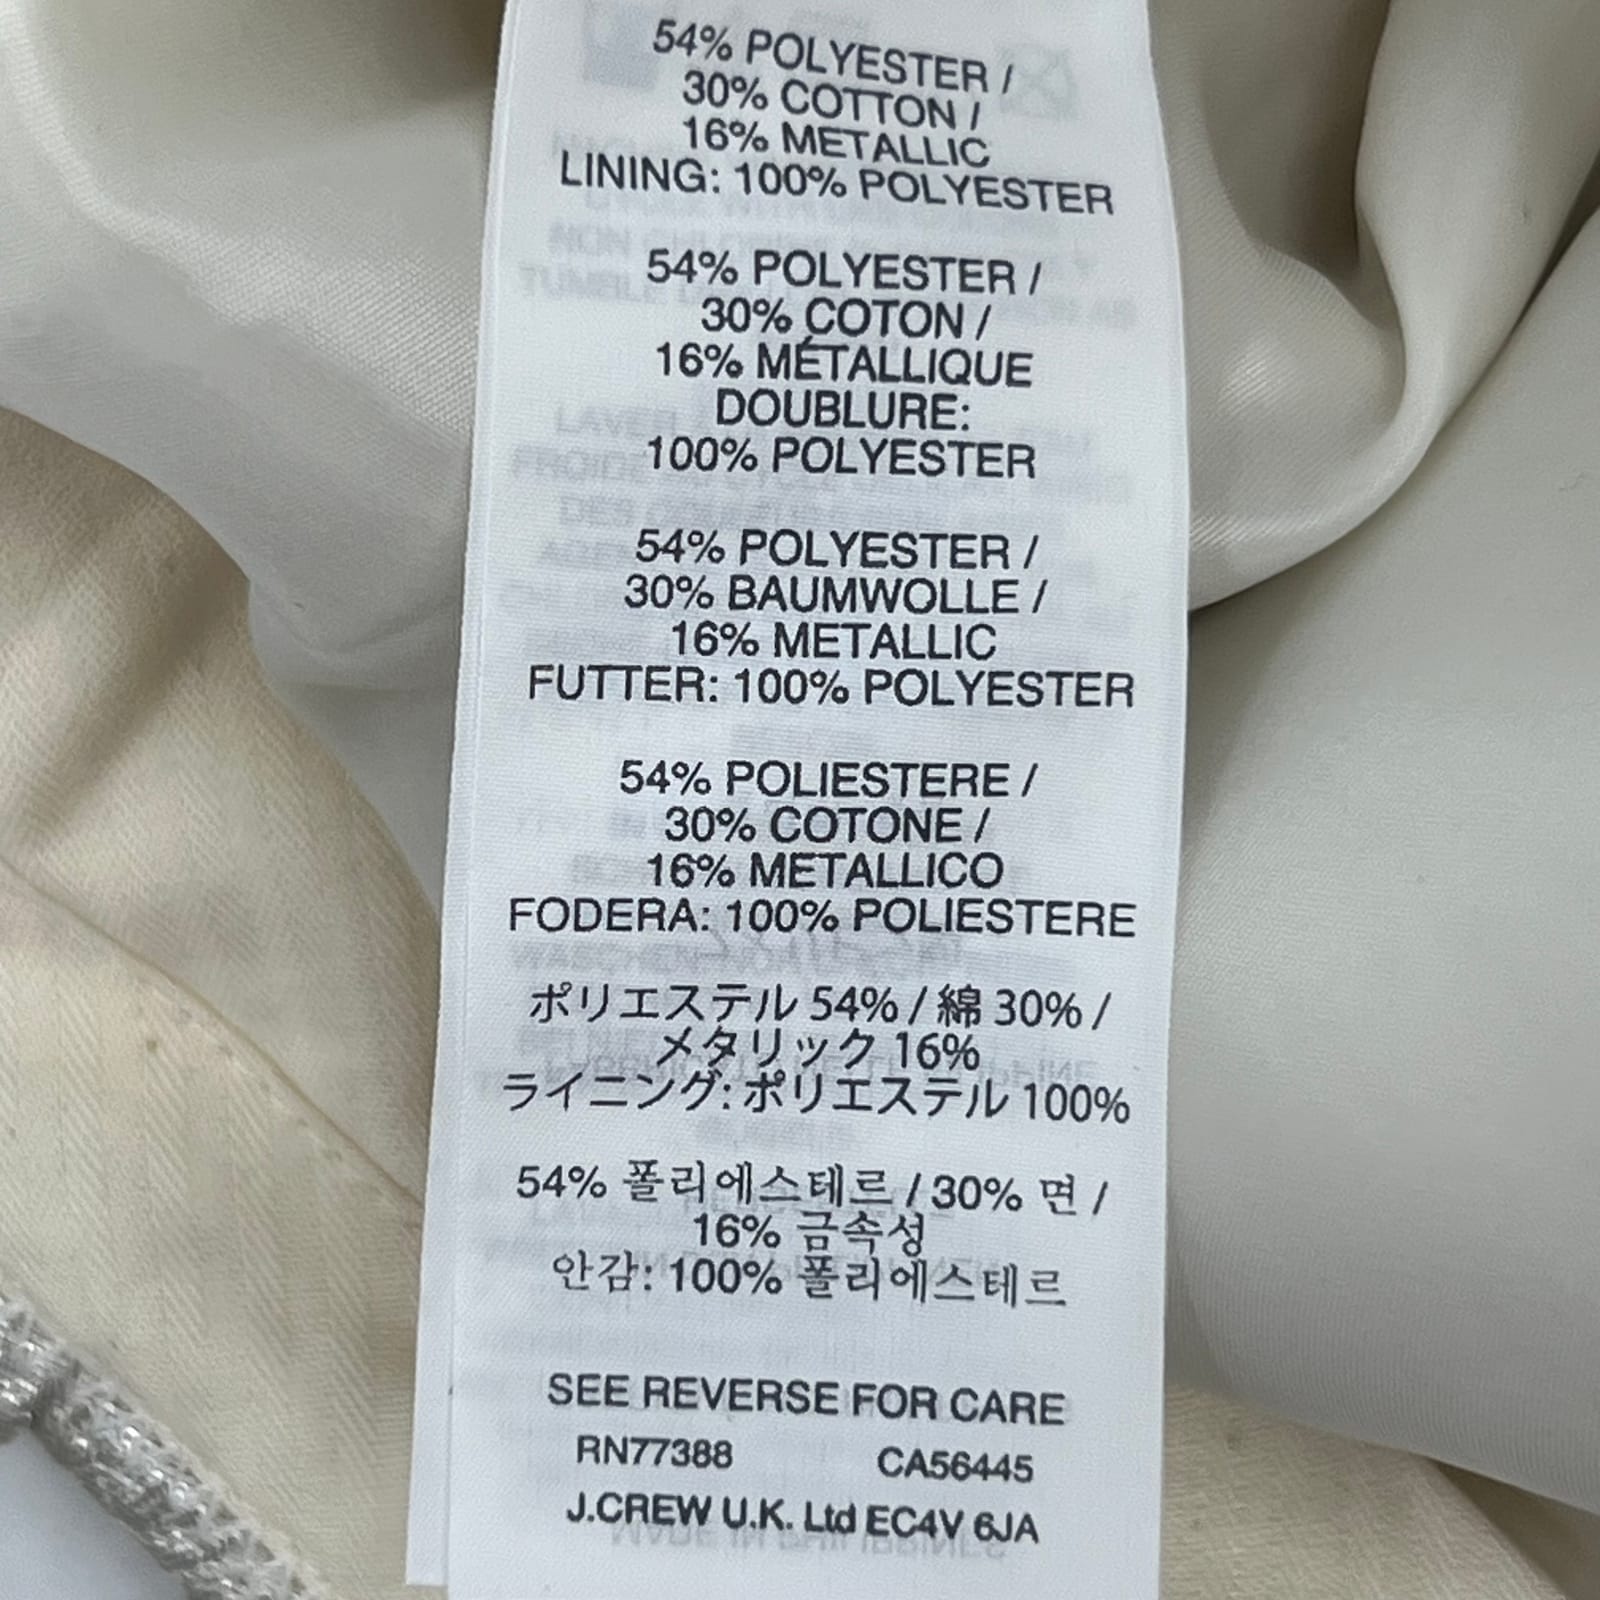 54% POLYESTER /
30% COTTON /
16% METALLIC
LINING: 100% POLYESTER
54% POLYESTER /
30% COTON /
16% MÉTALLIQUE
DOUBLURE:
100% POLYESTER
54% POLYESTER /
30% BAUMWOLLE /
16% METALLIC
FUTTER: 100% POLYESTER
54% POLIESTERE /
30% COTONE /
16% METALLICO
FODERA: 100% POLIESTERE
ポリエステル 54% / 綿 30% /
メタリック 16%
ライニング: ポリエステル 100%
54% 폴리에스테르 / 30% 면 /
16% 금속성
안감: 100% 폴리에스테르
SEE REVERSE FOR CARE
RN77388 CA56445
J.CREW U.K. Ltd EC4V 6JA